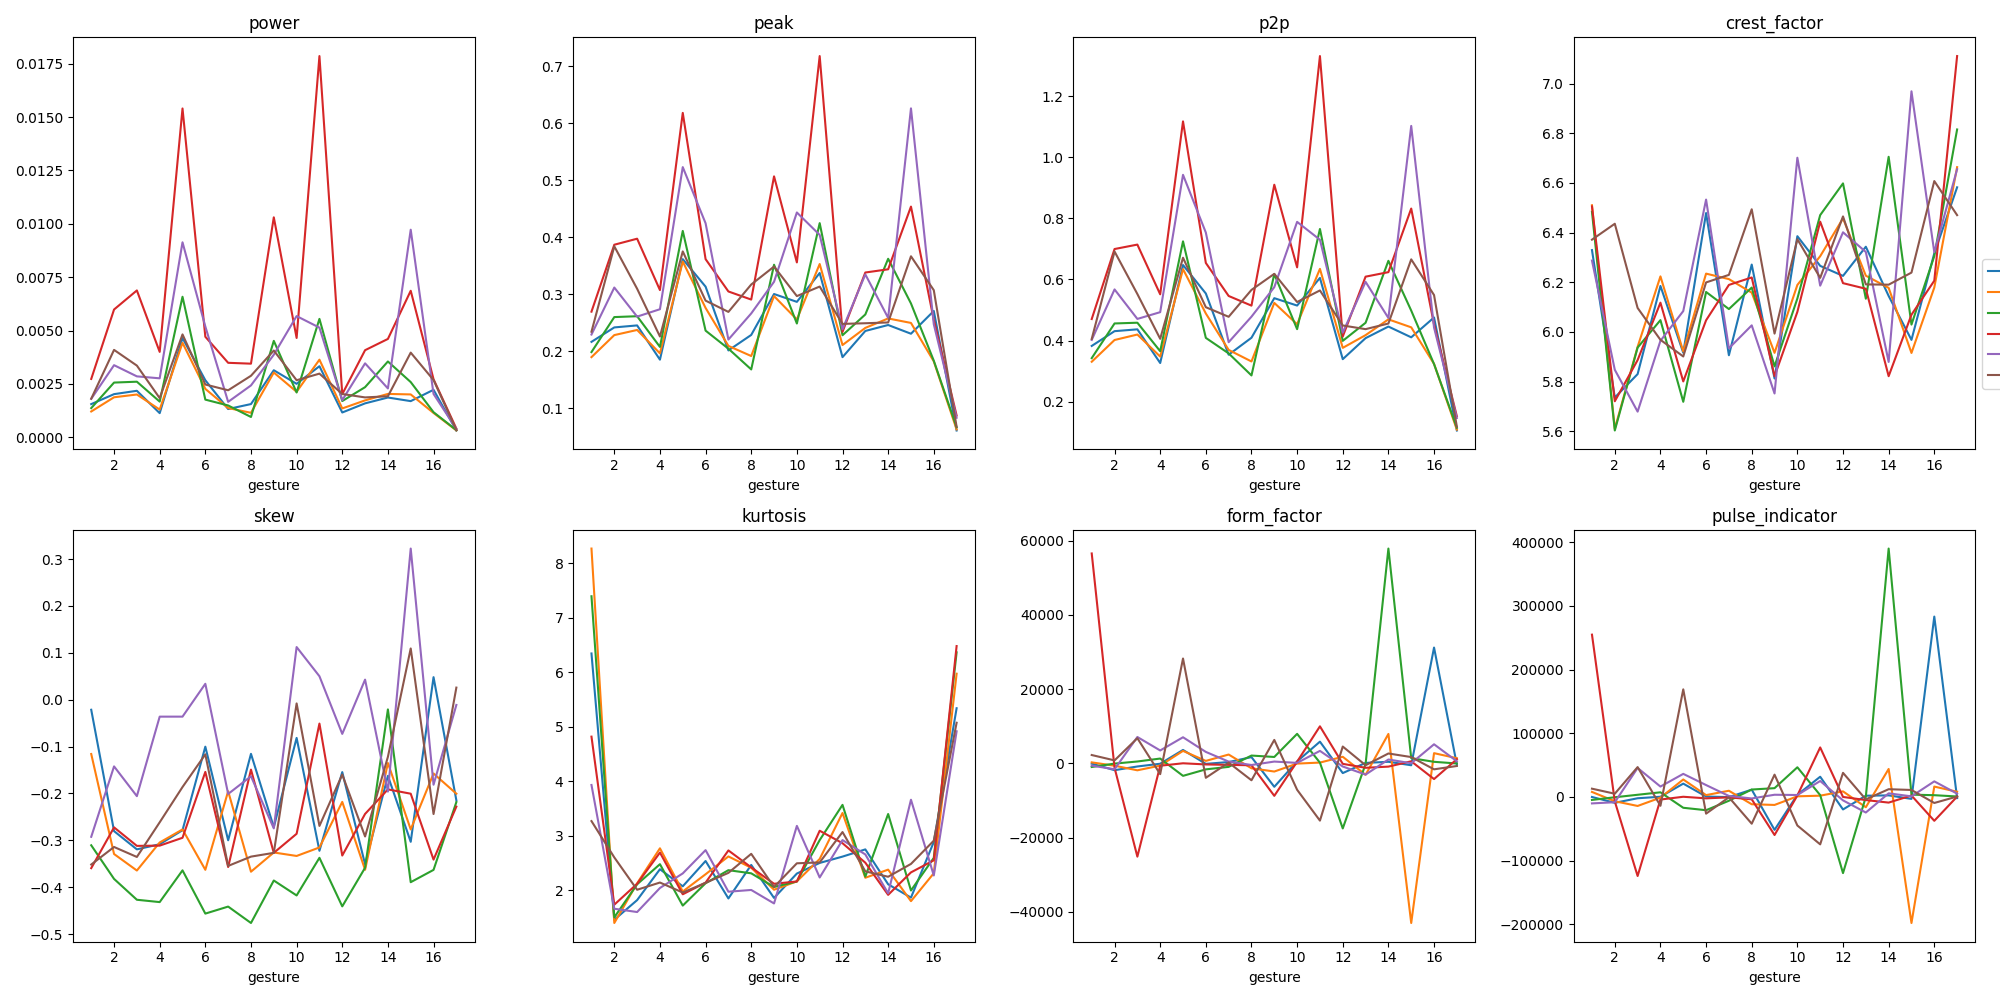 power
0.0175
0.0150
0.0125
0.0100
0.0075
0.0050
0.0025
0.0000
2 4 6 8 10 12 14 16
gesture
peak
0.7
0.6
0.5
0.4
0.3
0.2
0.1
2 4 6 8 10 12 14 16
gesture
p2p
1.2
1.0
0.8
0.6
0.4
0.2
2 4 6 8 10 12 14 16
gesture
crest_factor
7.0
6.8
6.6
6.4
6.2
6.0
5.8
5.6
2 4 6 8 10 12 14 16
gesture
skew
0.3
0.2
0.1
0.0
−0.1
−0.2
−0.3
−0.4
−0.5
2 4 6 8 10 12 14 16
gesture
kurtosis
8
7
6
5
4
3
2
2 4 6 8 10 12 14 16
gesture
form_factor
60000
40000
20000
0
−20000
−40000
2 4 6 8 10 12 14 16
gesture
pulse_indicator
400000
300000
200000
100000
0
−100000
−200000
2 4 6 8 10 12 14 16
gesture